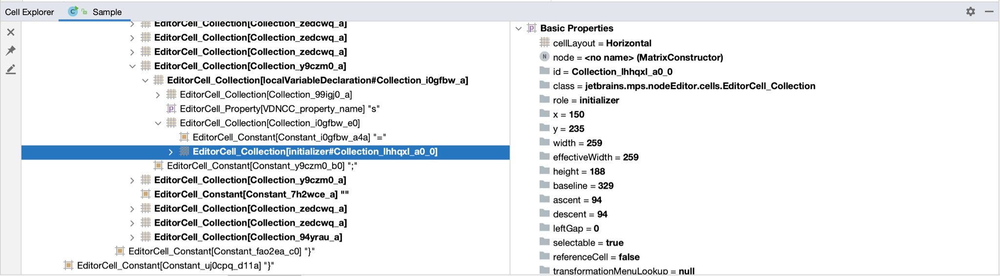 Cell Explorer
Sample
EditorCell_Collection[Collection_zedcwq_a]
EditorCell_Collection[Collection_zedcwq_a]
EditorCell_Collection[Collection_zedcwq_a]
EditorCell_Collection[Collection_y9czm0_a]
EditorCell_Collection[localVariableDeclaration#Collection_i0gfbw_a]
EditorCell_Collection[Collection_99igj0_a]
EditorCell_Property[VDNCC_property_name] "s"
EditorCell_Collection[Collection_i0gfbw_e0]
EditorCell_Constant[Constant_i0gfbw_a4a] "="
EditorCell_Collection[initializer#Collection_lhhqxl_a0_0]
EditorCell_Constant[Constant_y9czm0_b0] ";"
EditorCell_Collection[Collection_y9czm0_a]
EditorCell_Constant[Constant_7h2wce_a] ""
EditorCell_Collection[Collection_zedcwq_a]
EditorCell_Collection[Collection_zedcwq_a]
EditorCell_Collection[Collection_94yrau_a]
EditorCell_Constant[Constant_fao2ea_c0] "}"
EditorCell_Constant[Constant_uj0cpq_d11a] "}"
Basic Properties
cellLayout = Horizontal
node = <no name> (MatrixConstructor)
id = Collection_lhhqxl_a0_0
class = jetbrains.mps.nodeEditor.cells.EditorCell_Collection
role = initializer
x = 150
y = 235
width = 259
effectiveWidth = 259
height = 188
baseline = 329
ascent = 94
descent = 94
leftGap = 0
selectable = true
referenceCell = false
transformationMenuLookup = null